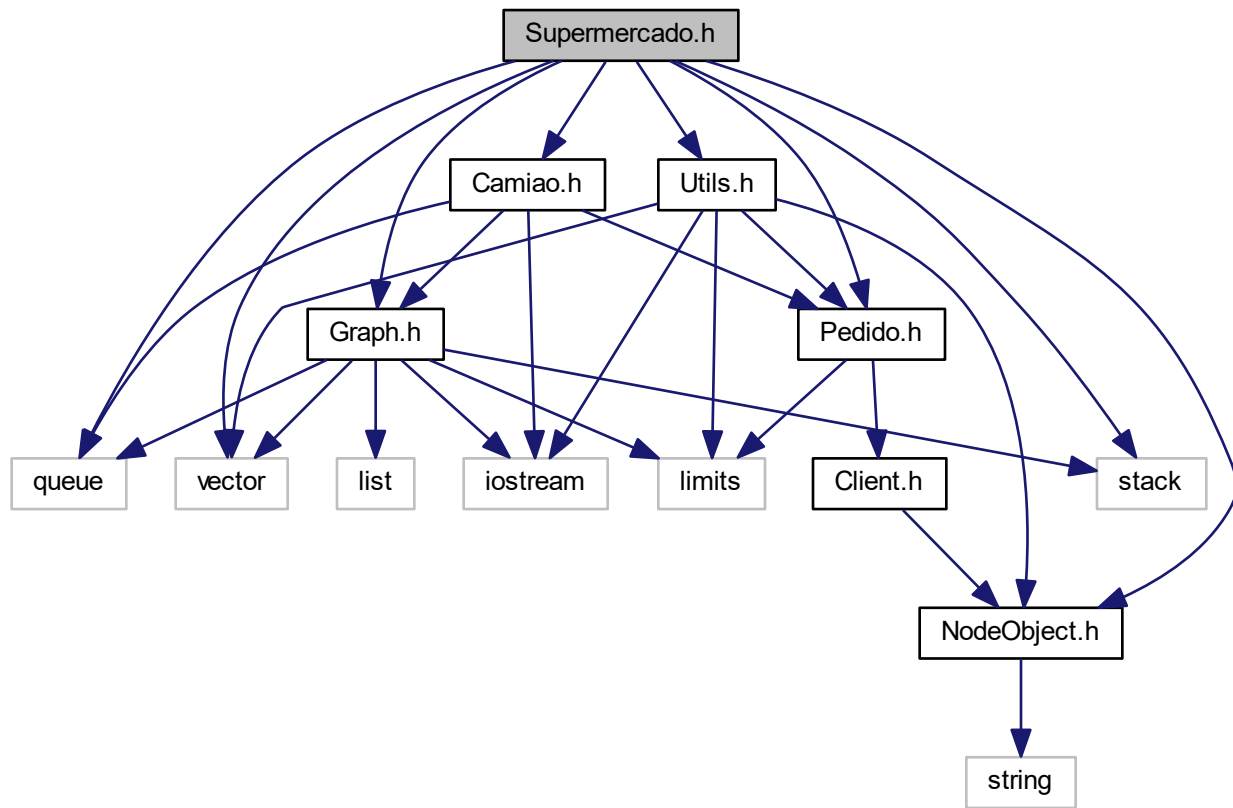 Supermercado.h
Camiao.h
Utils.h
Graph.h
Pedido.h
queue
vector
list
iostream
limits
Client.h
stack
NodeObject.h
string